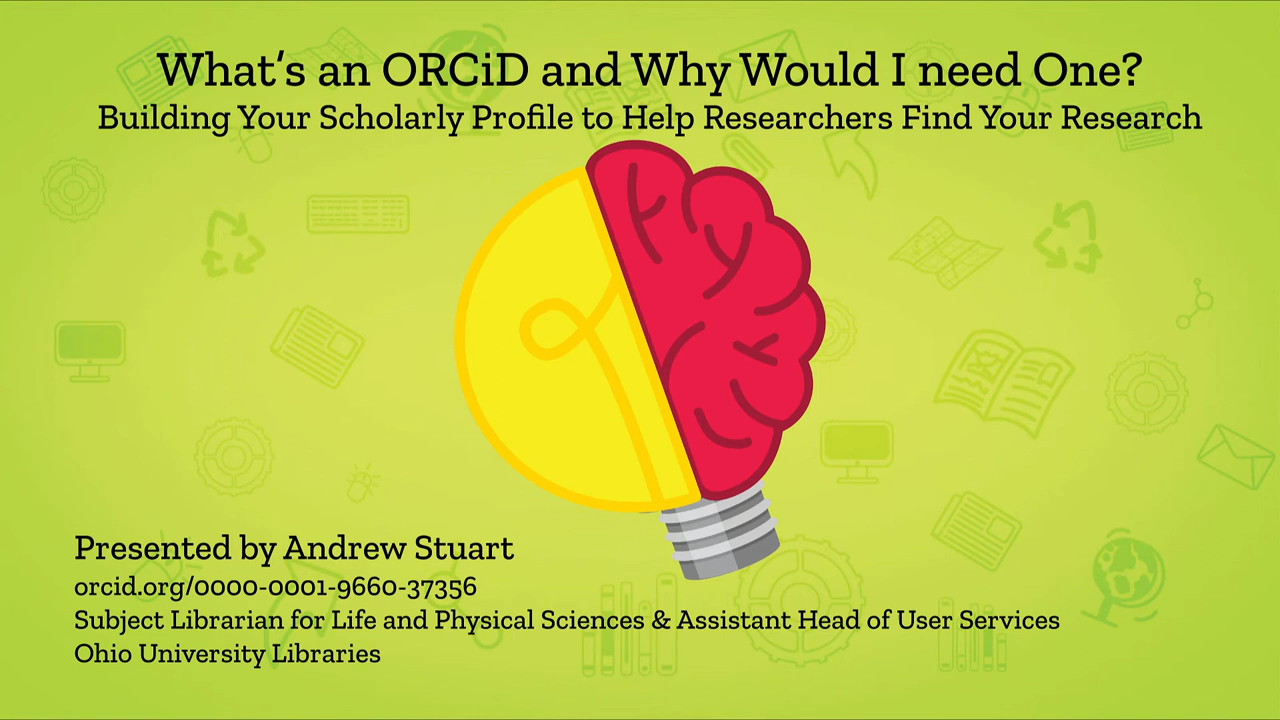 What's an ORCiD and Why Would I need One?
Building Your Scholarly Profile to Help Researchers Find Your Research
Presented by Andrew Stuart
orcid.org/0000-0001-9660-37356
Subject Librarian for Life and Physical Sciences & Assistant Head of User Services
Ohio University Libraries